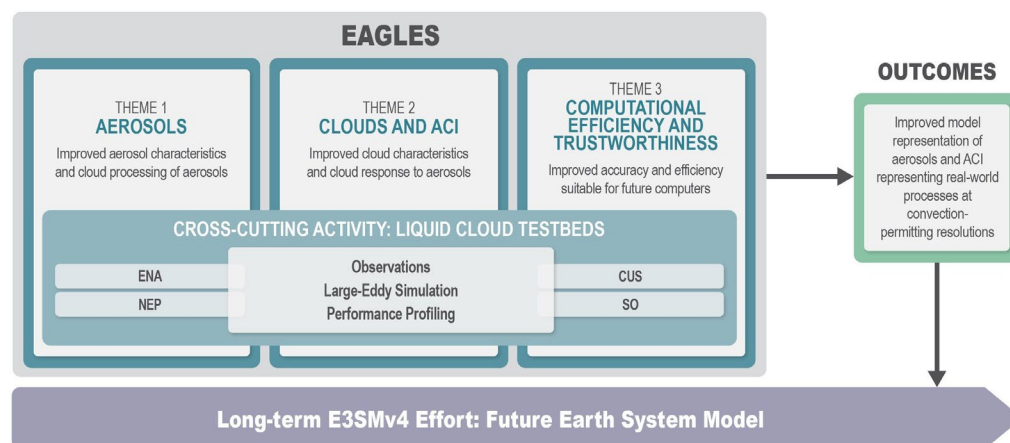 EAGLES
THEME 1
AEROSOLS
Improved aerosol characteristics
and cloud processing of aerosols
THEME 2
CLOUDS AND ACI
Improved cloud characteristics
and cloud response to aerosols
THEME 3
COMPUTATIONAL
EFFICIENCY AND
TRUSTWORTHINESS
Improved accuracy and efficiency
suitable for future computers
CROSS-CUTTING ACTIVITY: LIQUID CLOUD TESTBEDS
ENA
NEP
Observations
Large-Eddy Simulation
Performance Profiling
CUS
SO
OUTCOMES
Improved model
representation of
aerosols and ACI
representing real-world
processes at
convection-
permitting resolutions
Long-term E3SMv4 Effort: Future Earth System Model